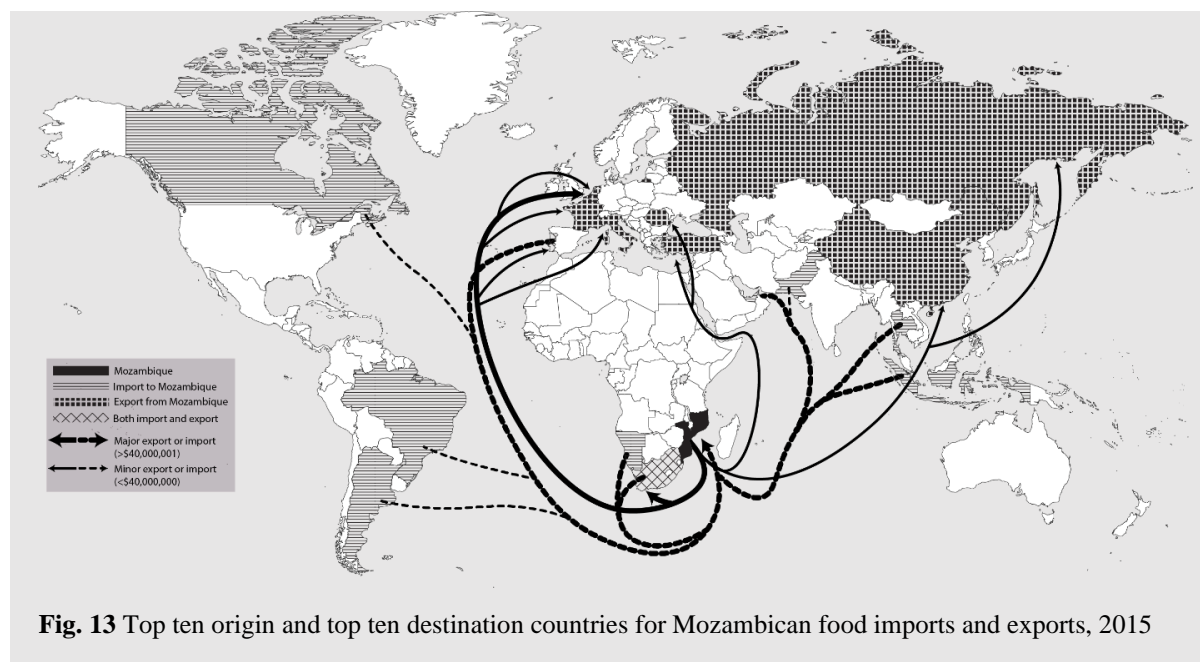 Mozambique
Import to Mozambique
Export from Mozambique
Both import and export
Major export or import
(>$40,000,001)
Minor export or import
(<$40,000,000)
Fig. 13 Top ten origin and top ten destination countries for Mozambican food imports and exports, 2015